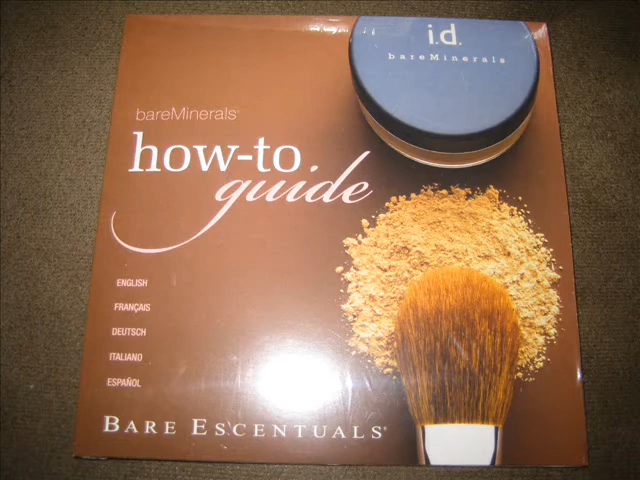 i.d.
bareMinerals
bareMinerals
how-to
guide
ENGLISH
FRANÇAIS
DEUTSCH
ITALIANO
ESPAÑOL
BARE ESCENTUALS®